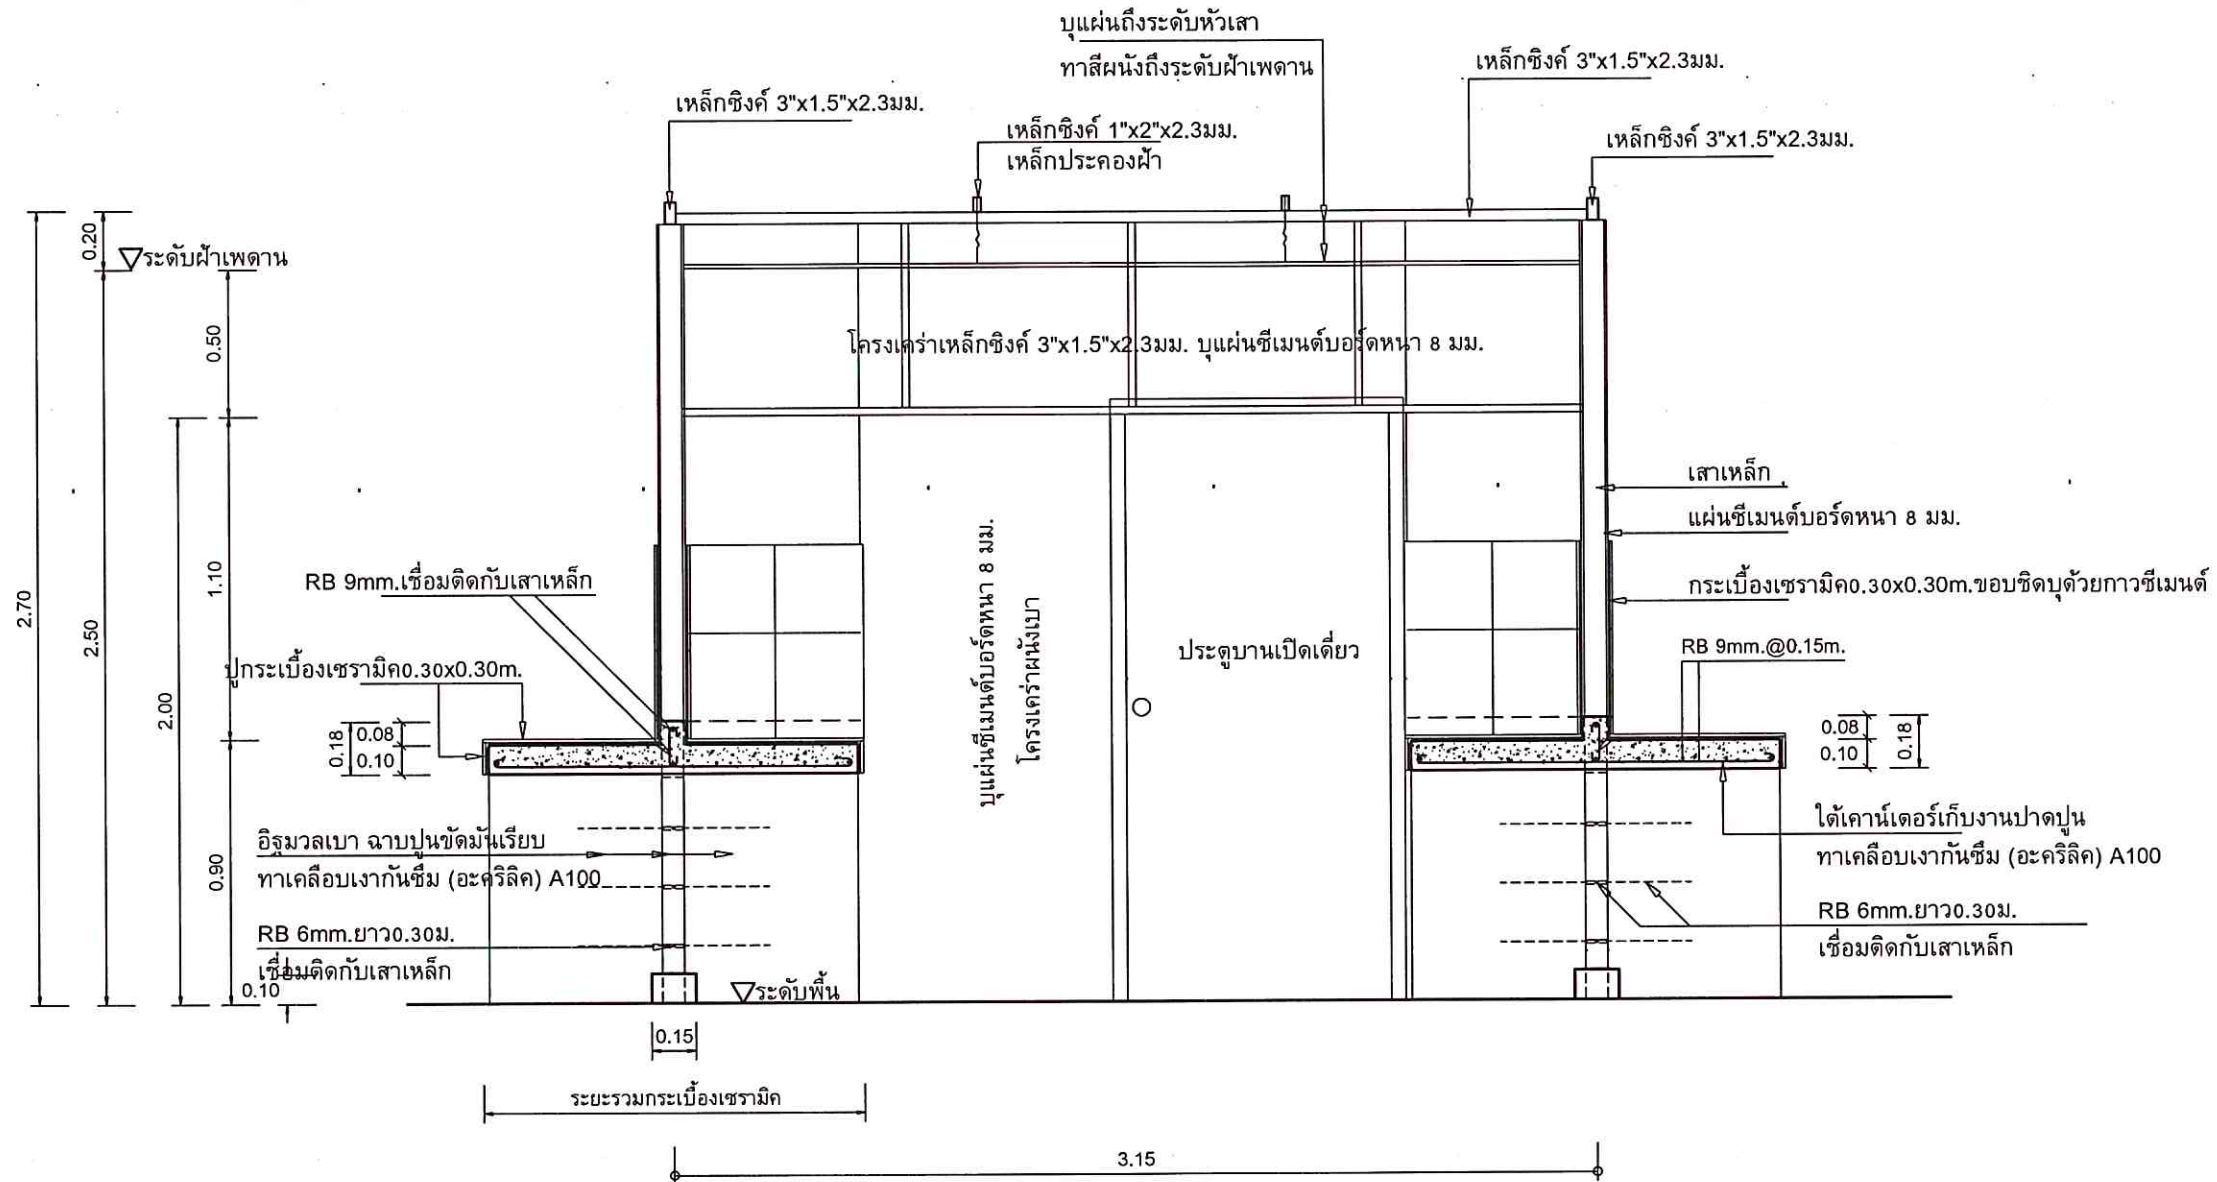 บุแผ่นถึงระดับหัวเสา
ทาสีผนังถึงระดับฝ้าเพดาน
เหล็กซิงค์ 3"x1.5"x2.3มม.
เหล็กซิงค์ 3"x1.5"x2.3มม.
เหล็กซิงค์ 1"x2"x2.3มม.
เหล็กประคองฝ้า
เหล็กซิงค์ 3"x1.5"x2.3มม.
0.20
ระดับฝ้าเพดาน
0.50
โครงเคร่าเหล็กซิงค์ 3"x1.5"x2.3มม. บุแผ่นซีเมนต์บอร์ดหนา 8 มม.
เสาเหล็ก
แผ่นซีเมนต์บอร์ดหนา 8 มม.
RB 9mm.เชื่อมติดกับเสาเหล็ก
กระเบื้องเซรามิค0.30x0.30m.ขอบชิดบุด้วยกาวซีเมนต์
2.70
2.50
2.00
1.10
บุแผ่นซีเมนต์บอร์ดหนา 8 มม.
โครงเคร่าผนังเบา
ประตูบานเปิดเดี่ยว
RB 9mm.@0.15m.
ปูกระเบื้องเซรามิค0.30x0.30m.
0.18
0.08
0.10
0.08
0.10
0.18
0.90
อิฐมวลเบา ฉาบปูนขัดมันเรียบ
ทาเคลือบเงากันซึม (อะคริลิค) A100
ใต้เคาน์เตอร์เก็บงานปาดปูน
ทาเคลือบเงากันซึม (อะคริลิค) A100
RB 6mm.ยาว0.30ม.
เชื่อมติดกับเสาเหล็ก
RB 6mm.ยาว0.30ม.
เชื่อมติดกับเสาเหล็ก
0.10
ระดับพื้น
0.15
ระยะรวมกระเบื้องเซรามิค
3.15